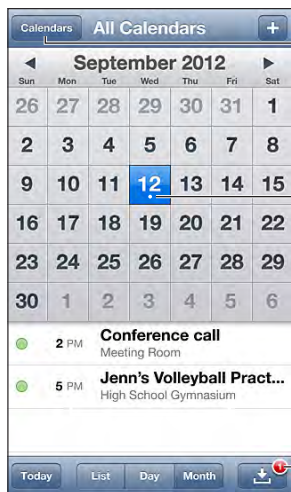 Calendars All Calendars +
September 2012
Sun Mon Tue Wed Thu Fri Sat
26 27 28 29 30 31 1
2 3 4 5 6 7 8
9 10 11 12 13 14 15
16 17 18 19 20 21 22
23 24 25 26 27 28 29
30 1 2 3 4 5 6
2 PM Conference call
Meeting Room
5 PM Jenn's Volleyball Pract...
High School Gymnasium
Today List Day Month 1